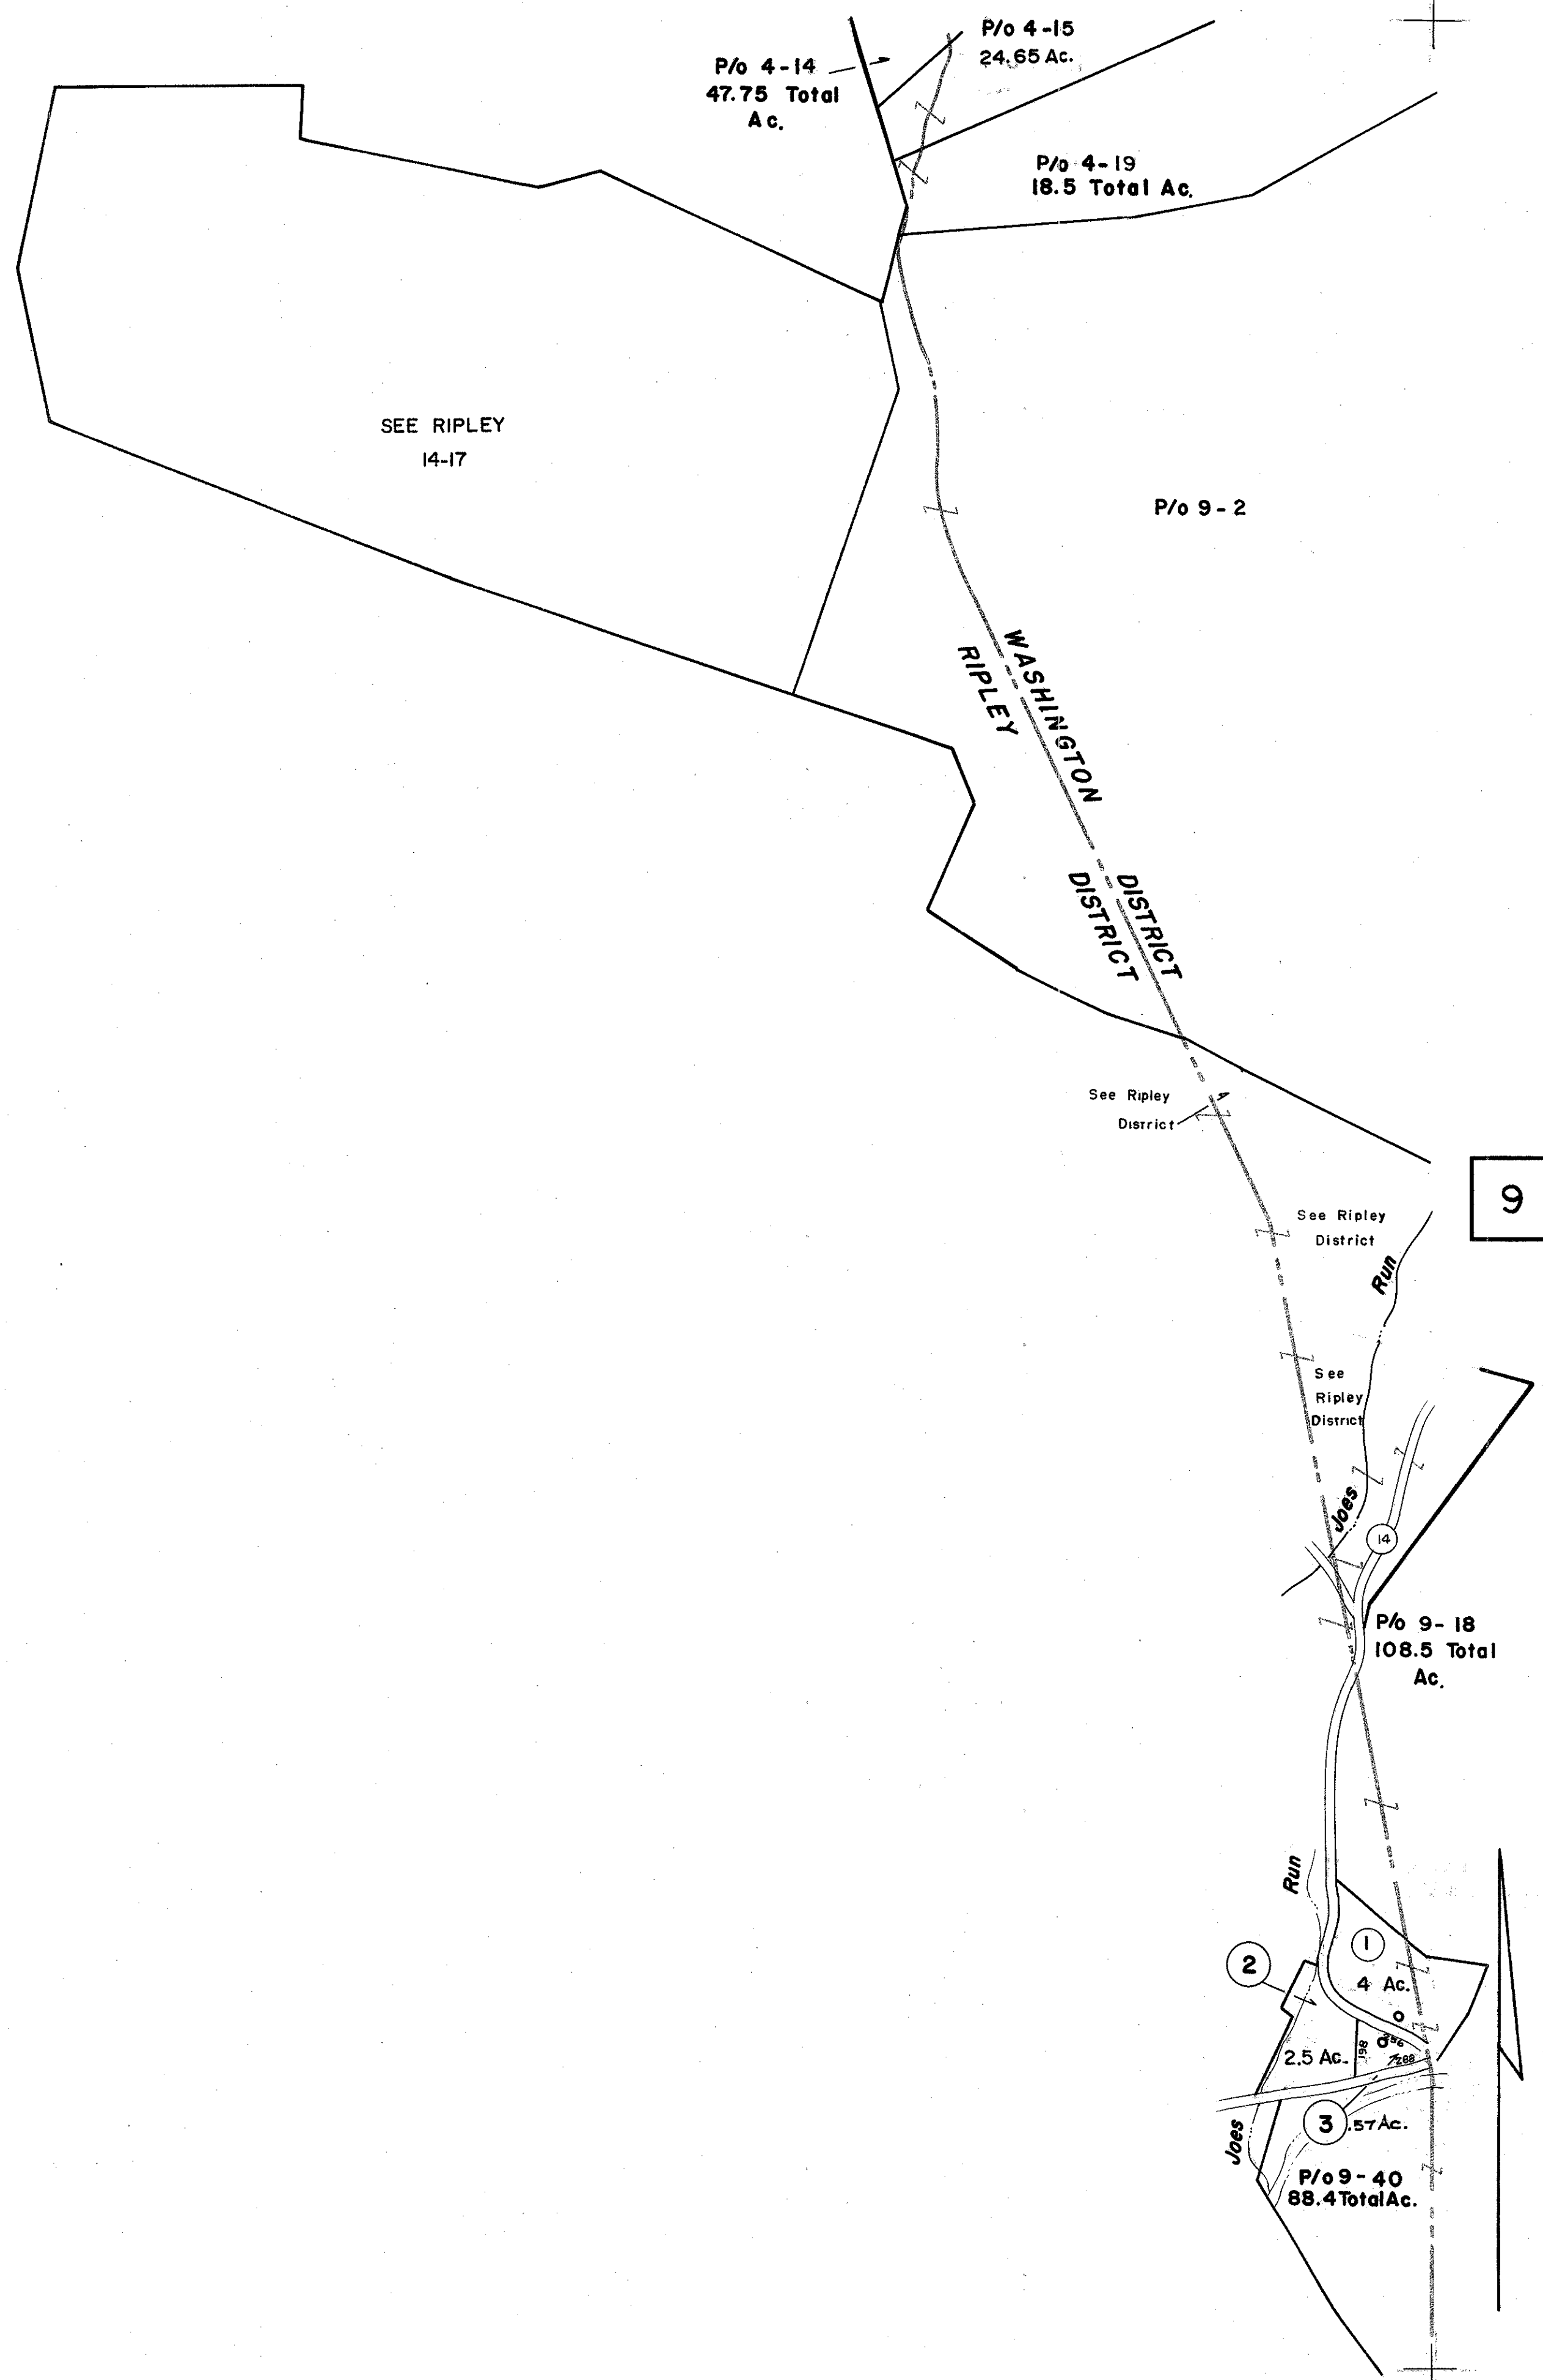 P/o 4-15
24.65 Ac.
P/o 4-14
47.75 Total
Ac.
P/o 4-19
18.5 Total Ac.
SEE RIPLEY
14-17
P/o 9-2
WASHINGTON DISTRICT
RIPLEY DISTRICT
See Ripley
District
9
See Ripley
District
Run
See
Ripley
District
Joes
14
P/o 9-18
108.5 Total
Ac.
Run
1
2
4 Ac.
198
2.5 Ac.
288
3
.57 Ac.
Joes
P/o 9-40
88.4 Total Ac.